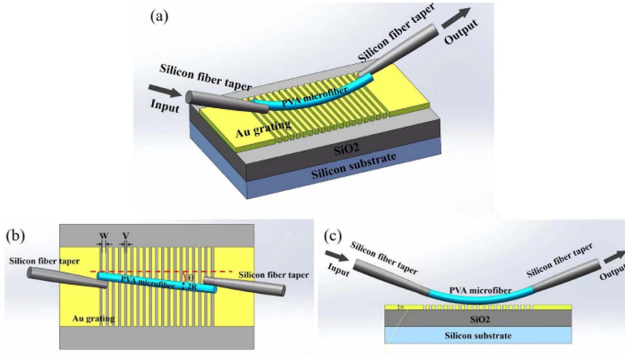 (a)
Silicon fiber taper
Output
Silicon fiber taper
Input
PVA microfiber
Au grating
SiO2
Silicon substrate
(b)
W V
Silicon fiber taper
θ
PVA microfiber
Silicon fiber taper
Au grating
(c)
Input
Output
Silicon fiber taper
Silicon fiber taper
PVA microfiber
SiO2
Silicon substrate